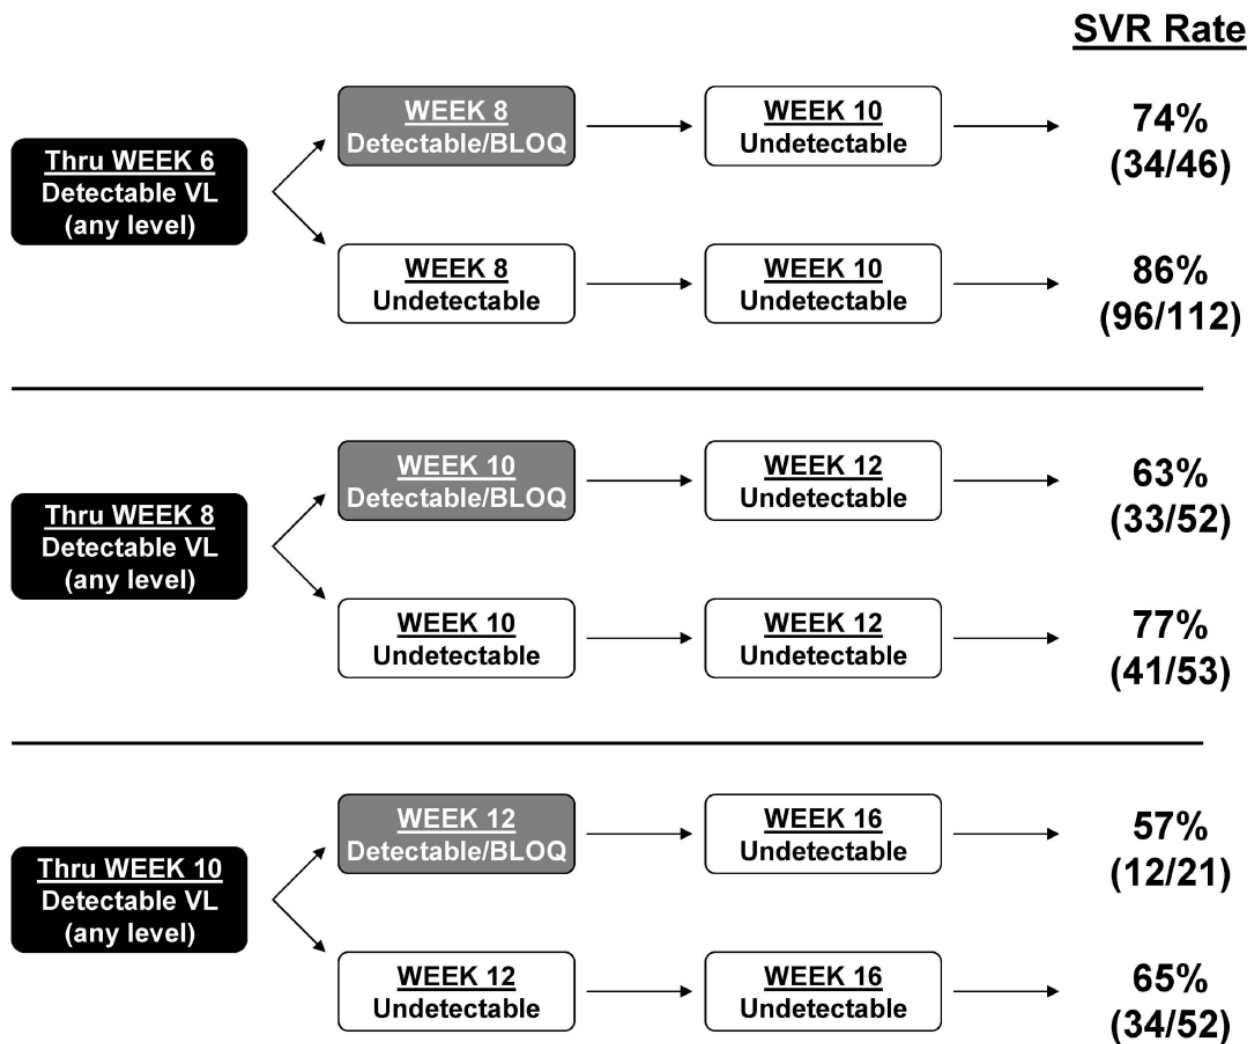 SVR Rate
Thru WEEK 6
Detectable VL
(any level)
WEEK 8
Detectable/BLOQ
WEEK 10
Undetectable
74%
(34/46)
WEEK 8
Undetectable
WEEK 10
Undetectable
86%
(96/112)
Thru WEEK 8
Detectable VL
(any level)
WEEK 10
Detectable/BLOQ
WEEK 12
Undetectable
63%
(33/52)
WEEK 10
Undetectable
WEEK 12
Undetectable
77%
(41/53)
Thru WEEK 10
Detectable VL
(any level)
WEEK 12
Detectable/BLOQ
WEEK 16
Undetectable
57%
(12/21)
WEEK 12
Undetectable
WEEK 16
Undetectable
65%
(34/52)